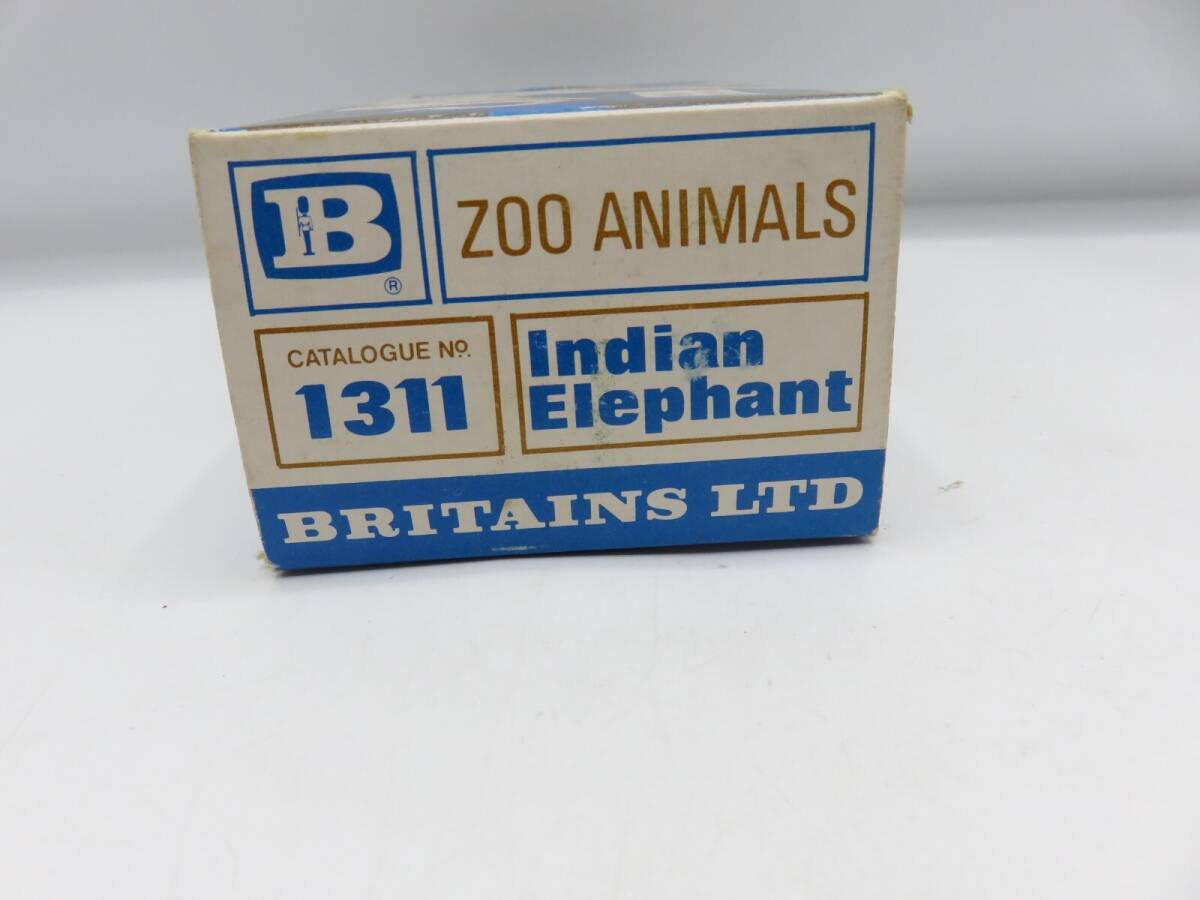 B
®
ZOO ANIMALS
CATALOGUE Nº.
1311
Indian
Elephant
BRITAINS LTD